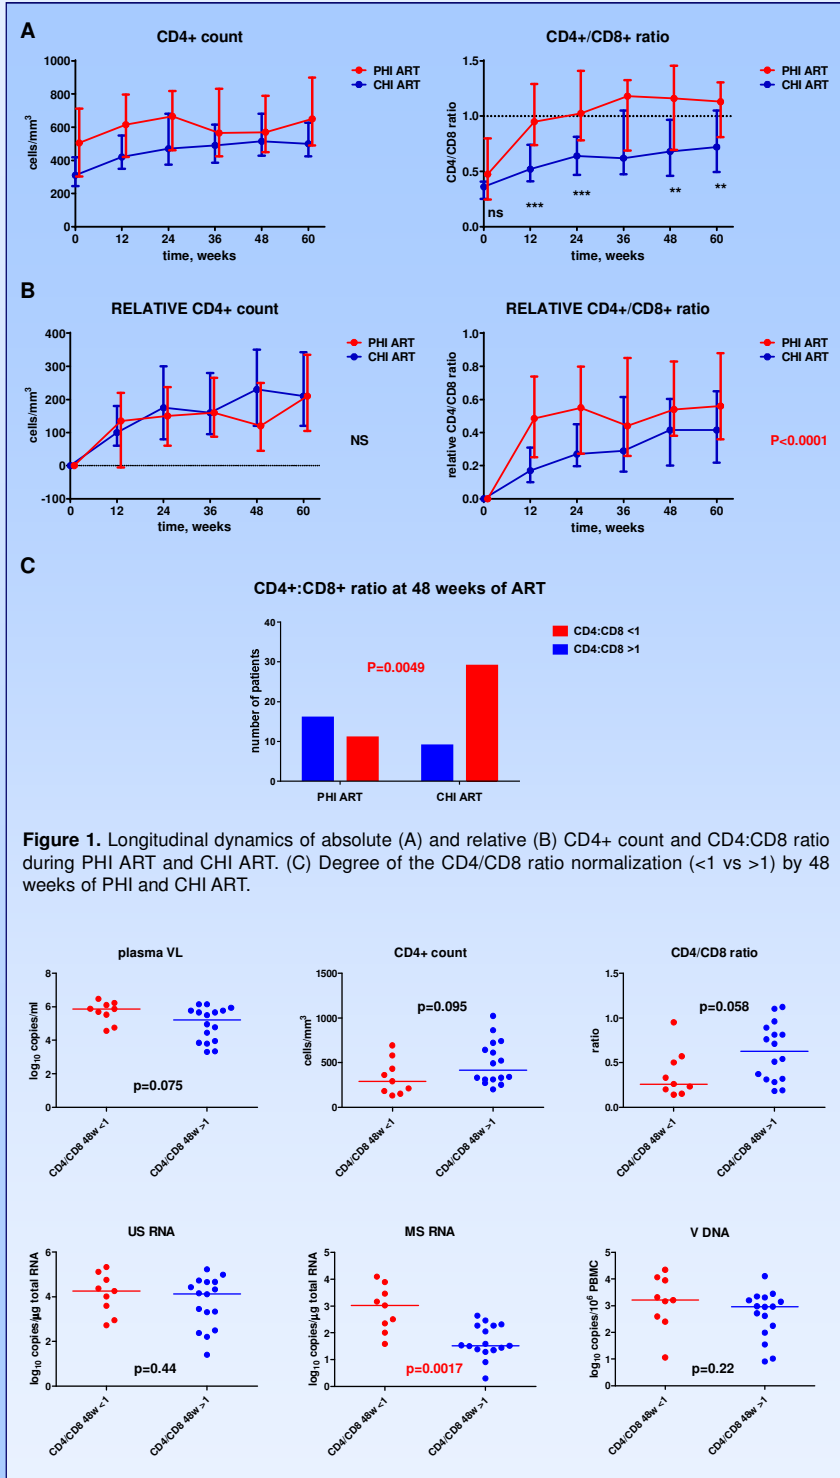 A
CD4+ count
1000
800
600
400
200
0
cells/mm³
0 12 24 36 48 60
time, weeks
PHI ART
CHI ART
CD4+/CD8+ ratio
1.5
1.0
0.5
0.0
CD4/CD8 ratio
ns
***
***
**
**
0 12 24 36 48 60
time, weeks
PHI ART
CHI ART
B
RELATIVE CD4+ count
400
300
200
100
0
-100
cells/mm³
0 12 24 36 48 60
time, weeks
PHI ART
CHI ART
NS
RELATIVE CD4+/CD8+ ratio
1.0
0.8
0.6
0.4
0.2
0.0
relative CD4/CD8 ratio
0 12 24 36 48 60
time, weeks
PHI ART
CHI ART
P<0.0001
C
CD4+:CD8+ ratio at 48 weeks of ART
40
30
20
10
0
number of patients
P=0.0049
PHI ART CHI ART
CD4:CD8 <1
CD4:CD8 >1
Figure 1. Longitudinal dynamics of absolute (A) and relative (B) CD4+ count and CD4:CD8 ratio
during PHI ART and CHI ART. (C) Degree of the CD4/CD8 ratio normalization (<1 vs >1) by 48
weeks of PHI and CHI ART.
plasma VL
8
6
4
2
0
log₁₀ copies/ml
p=0.075
CD4/CD8 48w <1
CD4/CD8 48w >1
CD4+ count
1500
1000
500
0
cells/mm³
p=0.095
CD4/CD8 48w <1
CD4/CD8 48w >1
CD4/CD8 ratio
1.5
1.0
0.5
0.0
ratio
p=0.058
CD4/CD8 48w <1
CD4/CD8 48w >1
US RNA
6
4
2
0
log₁₀ copies/µg total RNA
p=0.44
CD4/CD8 48w <1
CD4/CD8 48w >1
MS RNA
5
4
3
2
1
0
log₁₀ copies/µg total RNA
p=0.0017
CD4/CD8 48w <1
CD4/CD8 48w >1
V DNA
5
4
3
2
1
0
log₁₀ copies/10⁶ PBMC
p=0.22
CD4/CD8 48w <1
CD4/CD8 48w >1